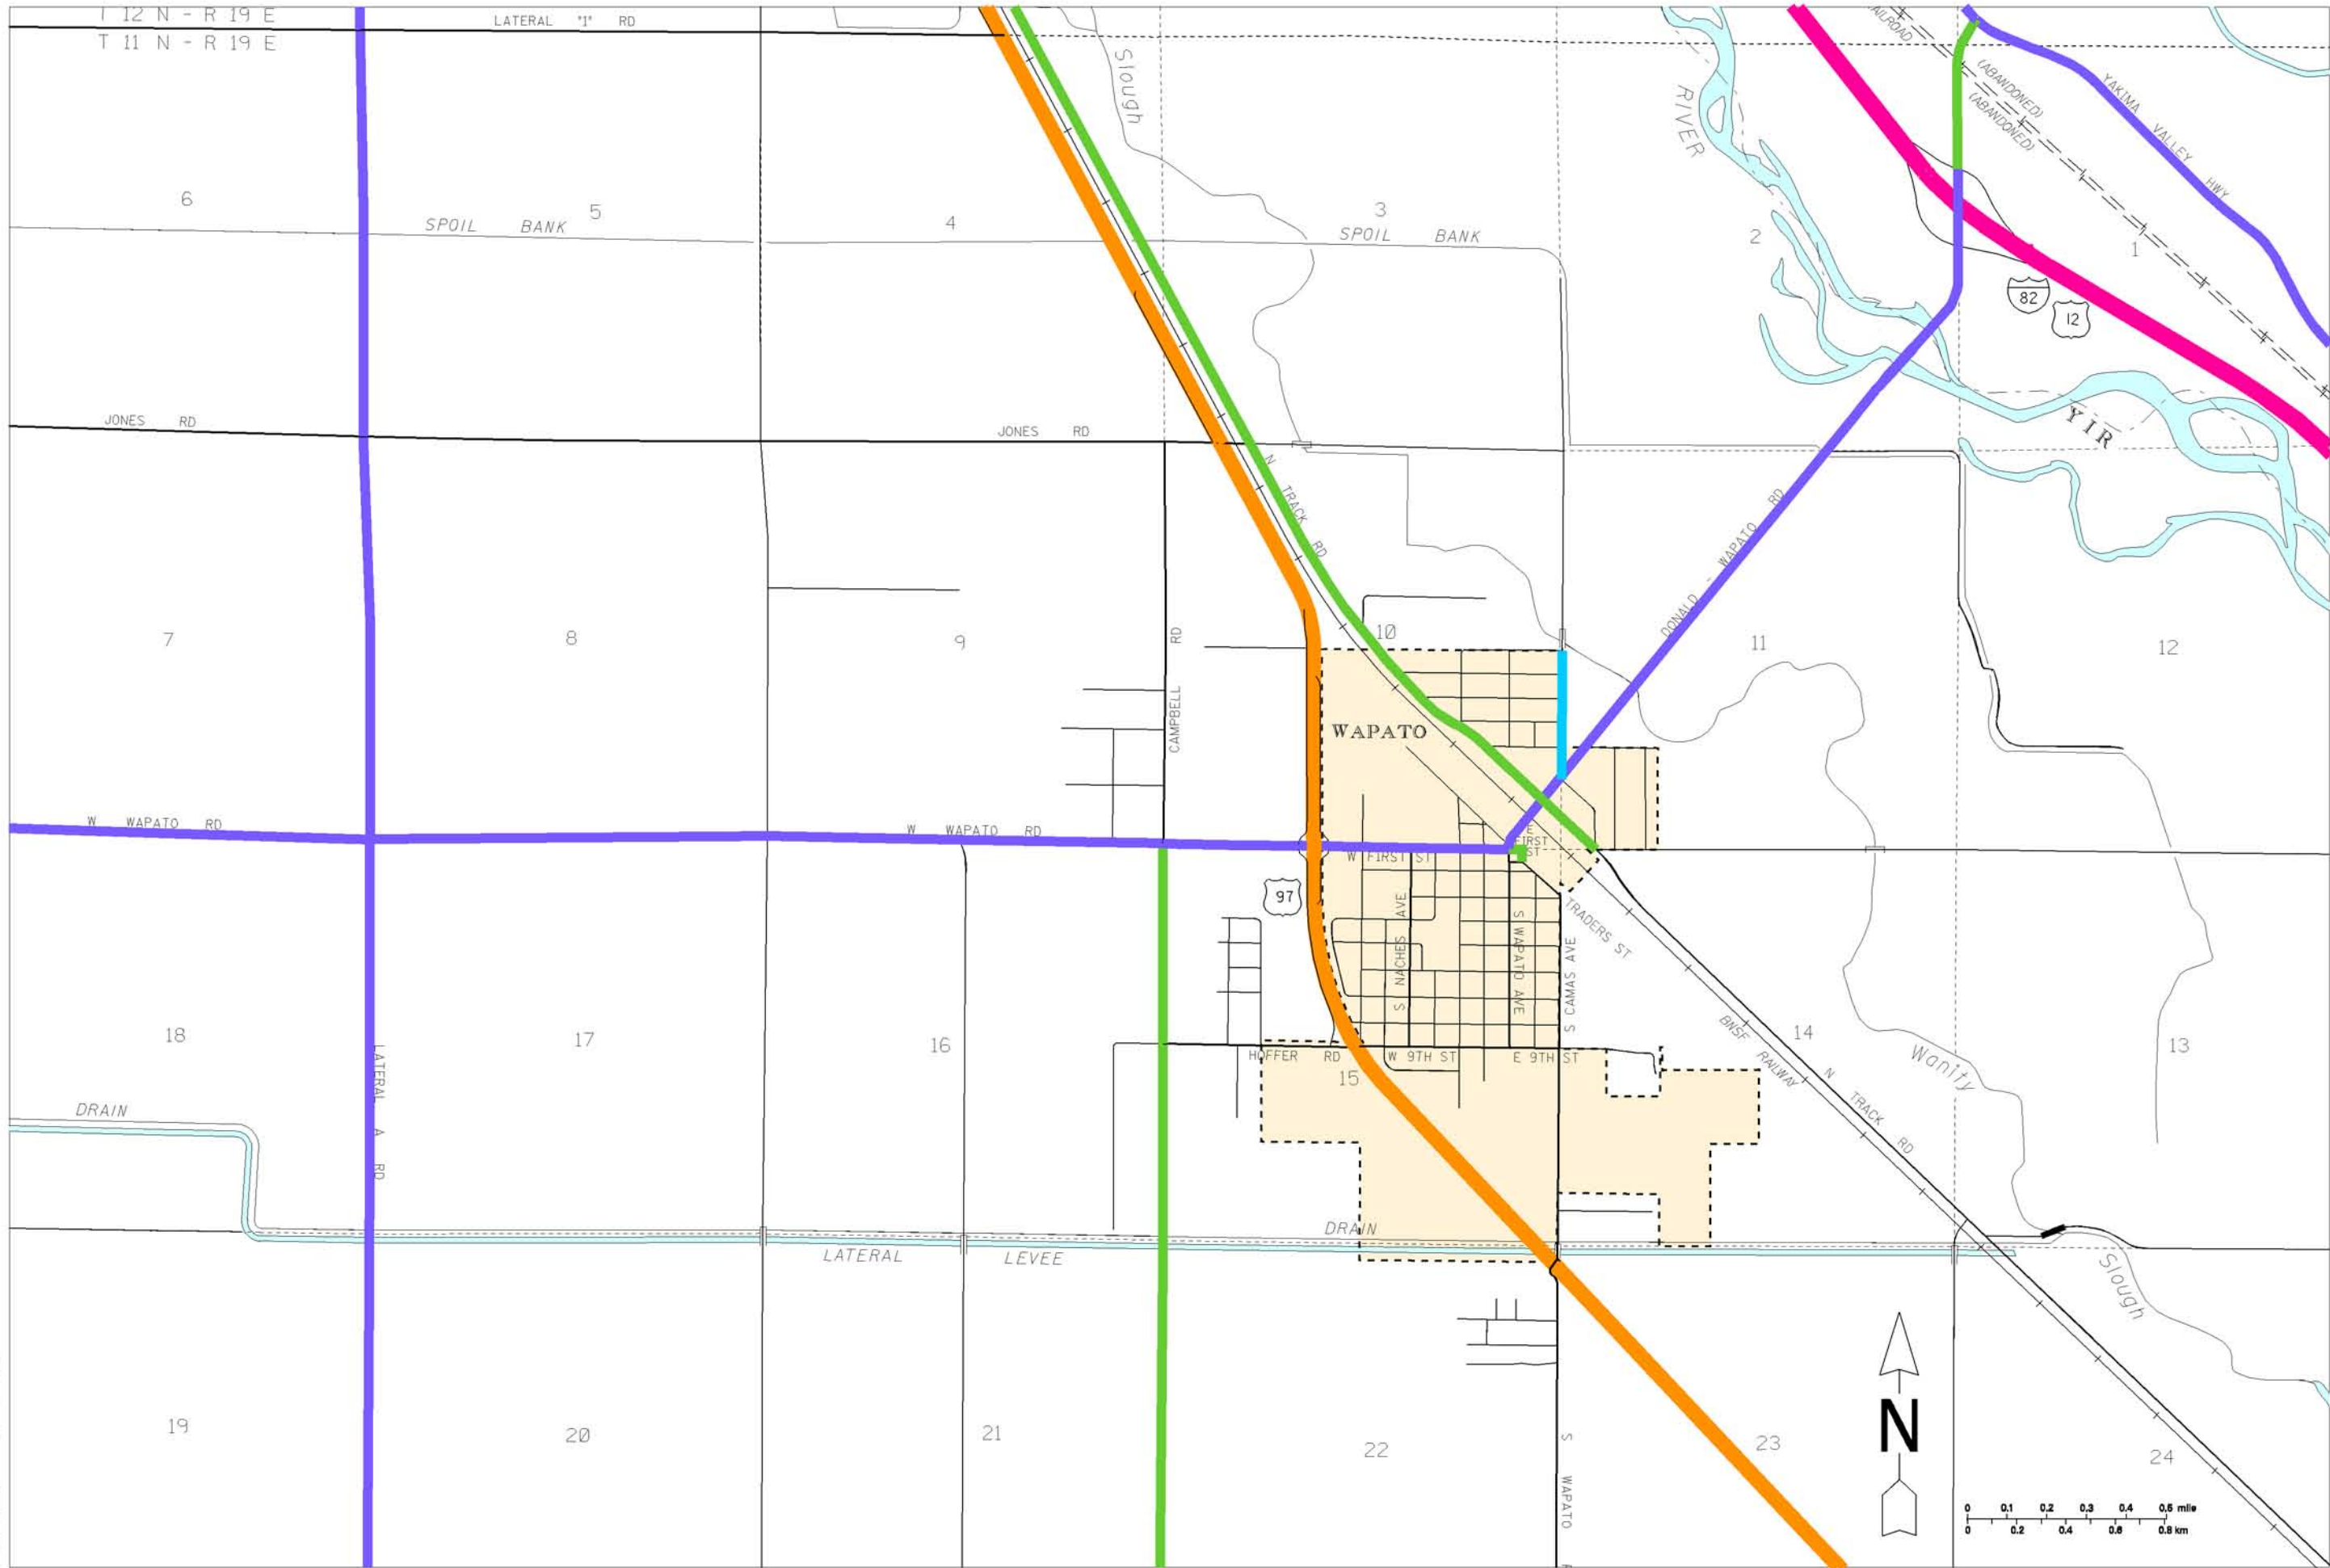 T 12 N - R 19 E
T 11 N - R 19 E
LATERAL "1" RD
Slough
RIVER
RAILROAD
(ABANDONED)
(ABANDONED)
YAKIMA VALLEY HWY
6
5
4
3
2
1
SPOIL BANK
SPOIL BANK
82
12
YIR
JONES RD
JONES RD
N TRACK RD
DONALD - WAPATO RD
7
8
9
10
11
12
CAMPBELL RD
WAPATO
W WAPATO RD
W WAPATO RD
W FIRST ST
E FIRST ST
97
S NACHES AVE
S WAPATO AVE
S CAMAS AVE
TRADERS ST
BNSF RAILWAY
N TRACK RD
Wanity
Slough
18
17
16
15
14
13
LATERAL A RD
HOFFER RD
W 9TH ST
E 9TH ST
DRAIN
DRAIN
LATERAL LEVEE
19
20
21
22
23
24
S WAPATO
N
0 0.1 0.2 0.3 0.4 0.5 mile
0 0.2 0.4 0.6 0.8 km